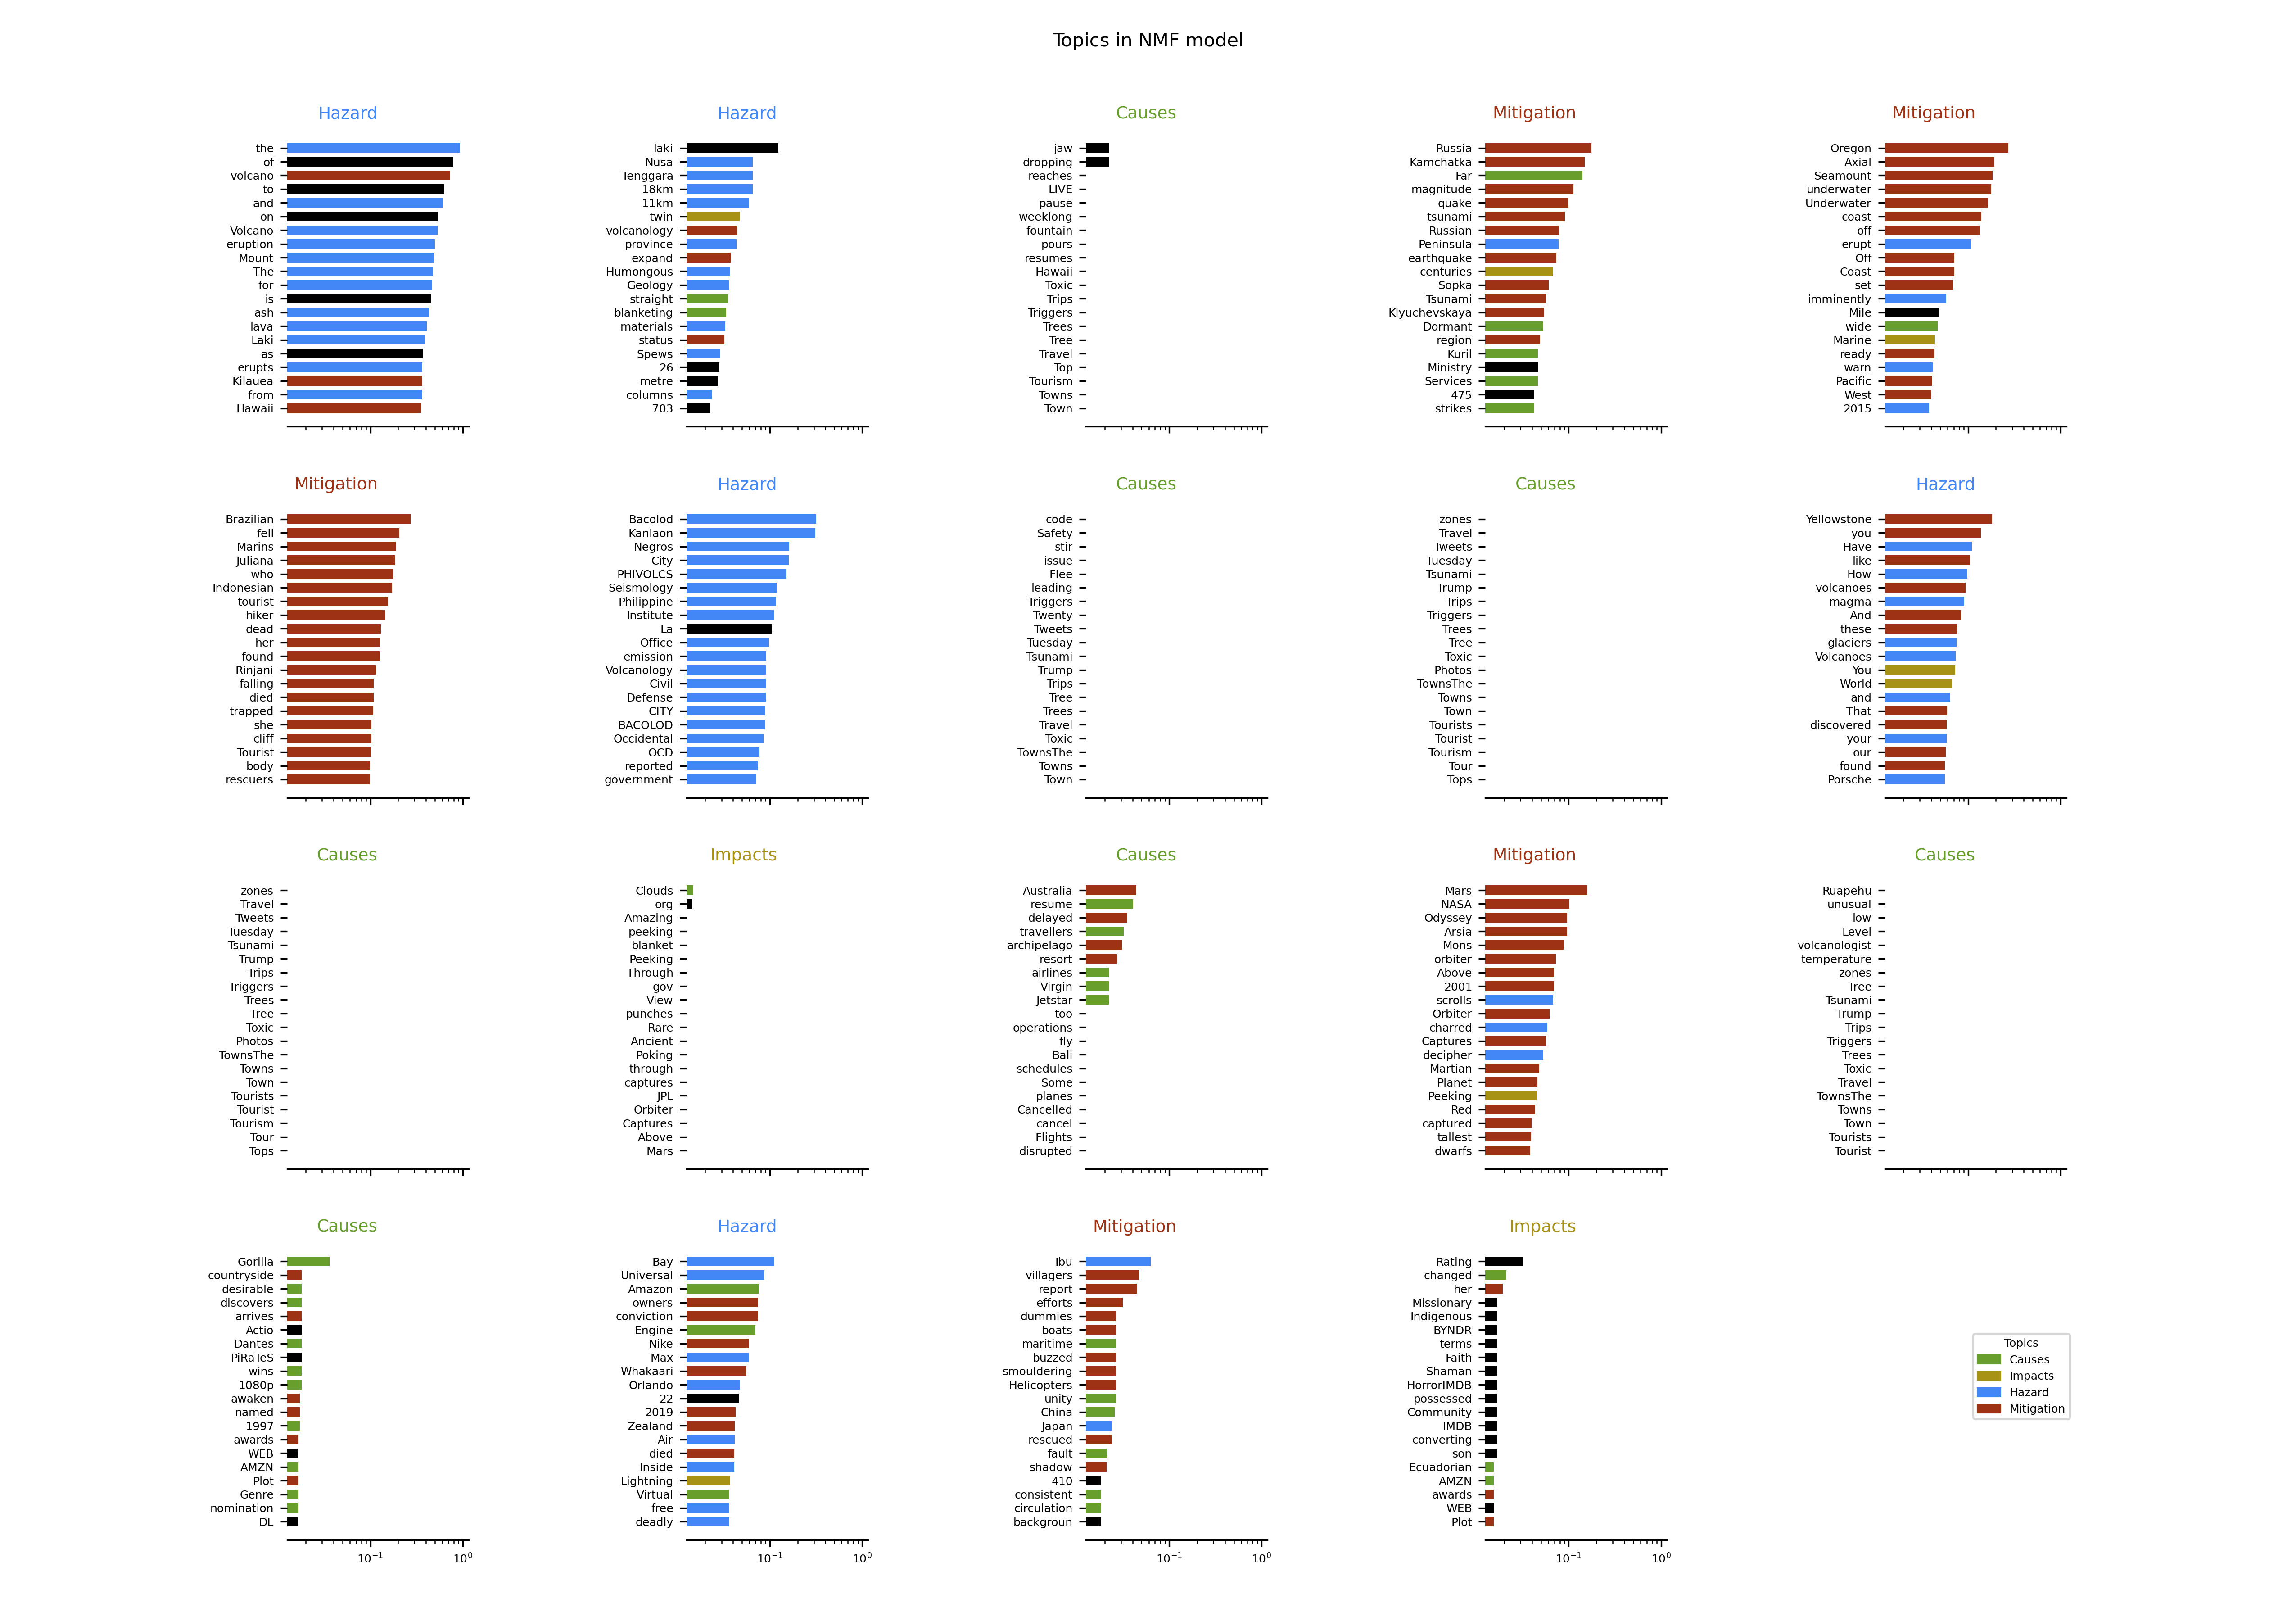 Topics in NMF model
Hazard
the
of
volcano
to
and
on
Volcano
eruption
Mount
The
for
is
ash
lava
Laki
as
erupts
Kilauea
from
Hawaii
Hazard
laki
Nusa
Tenggara
18km
11km
twin
volcanology
province
expand
Humongous
Geology
straight
blanketing
materials
status
Spews
26
metre
columns
703
Causes
jaw
dropping
reaches
LIVE
pause
weeklong
fountain
pours
resumes
Hawaii
Toxic
Trips
Triggers
Trees
Tree
Travel
Top
Tourism
Towns
Town
Mitigation
Russia
Kamchatka
Far
magnitude
quake
tsunami
Russian
Peninsula
earthquake
centuries
Sopka
Tsunami
Klyuchevskaya
Dormant
region
Kuril
Ministry
Services
475
strikes
Mitigation
Oregon
Axial
Seamount
underwater
Underwater
coast
off
erupt
Off
Coast
set
imminently
Mile
wide
Marine
ready
warn
Pacific
West
2015
Mitigation
Brazilian
fell
Marins
Juliana
who
Indonesian
tourist
hiker
dead
her
found
Rinjani
falling
died
trapped
she
cliff
Tourist
body
rescuers
Hazard
Bacolod
Kanlaon
Negros
City
PHIVOLCS
Seismology
Philippine
Institute
La
Office
emission
Volcanology
Civil
Defense
CITY
BACOLOD
Occidental
OCD
reported
government
Causes
code
Safety
stir
issue
Flee
leading
Triggers
Twenty
Tweets
Tuesday
Tsunami
Trump
Trips
Tree
Trees
Travel
Toxic
TownsThe
Towns
Town
Causes
zones
Travel
Tweets
Tuesday
Tsunami
Trump
Trips
Triggers
Trees
Tree
Toxic
Photos
TownsThe
Towns
Town
Tourists
Tourist
Tourism
Tour
Tops
Hazard
Yellowstone
you
Have
like
How
volcanoes
magma
And
these
glaciers
Volcanoes
You
World
and
That
discovered
your
our
found
Porsche
Causes
zones
Travel
Tweets
Tuesday
Tsunami
Trump
Trips
Triggers
Trees
Tree
Toxic
Photos
TownsThe
Towns
Town
Tourists
Tourist
Tourism
Tour
Tops
Impacts
Clouds
org
Amazing
peeking
blanket
Peeking
Through
gov
View
punches
Rare
Ancient
Poking
through
captures
JPL
Orbiter
Captures
Above
Mars
Causes
Australia
resume
delayed
travellers
archipelago
resort
airlines
Virgin
Jetstar
too
operations
fly
Bali
schedules
Some
planes
Cancelled
cancel
Flights
disrupted
Mitigation
Mars
NASA
Odyssey
Arsia
Mons
orbiter
Above
2001
scrolls
Orbiter
charred
Captures
decipher
Martian
Planet
Peeking
Red
captured
tallest
dwarfs
Causes
Ruapehu
unusual
low
Level
volcanologist
temperature
zones
Tree
Tsunami
Trump
Trips
Triggers
Trees
Toxic
Travel
TownsThe
Towns
Town
Tourists
Tourist
Causes
Gorilla
countryside
desirable
discovers
arrives
Actio
Dantes
PiRaTeS
wins
1080p
awaken
named
1997
awards
WEB
AMZN
Plot
Genre
nomination
DL
10⁻¹ 10⁰
Hazard
Bay
Universal
Amazon
owners
conviction
Engine
Nike
Max
Whakaari
Orlando
22
2019
Zealand
Air
died
Inside
Lightning
Virtual
free
deadly
10⁻¹ 10⁰
Mitigation
Ibu
villagers
report
efforts
dummies
boats
maritime
buzzed
smouldering
Helicopters
unity
China
Japan
rescued
fault
shadow
410
consistent
circulation
backgroun
10⁻¹ 10⁰
Impacts
Rating
changed
her
Missionary
Indigenous
BYNDR
terms
Faith
Shaman
HorrorIMDB
possessed
Community
IMDB
converting
son
Ecuadorian
AMZN
awards
WEB
Plot
10⁻¹ 10⁰
Topics
Causes
Impacts
Hazard
Mitigation